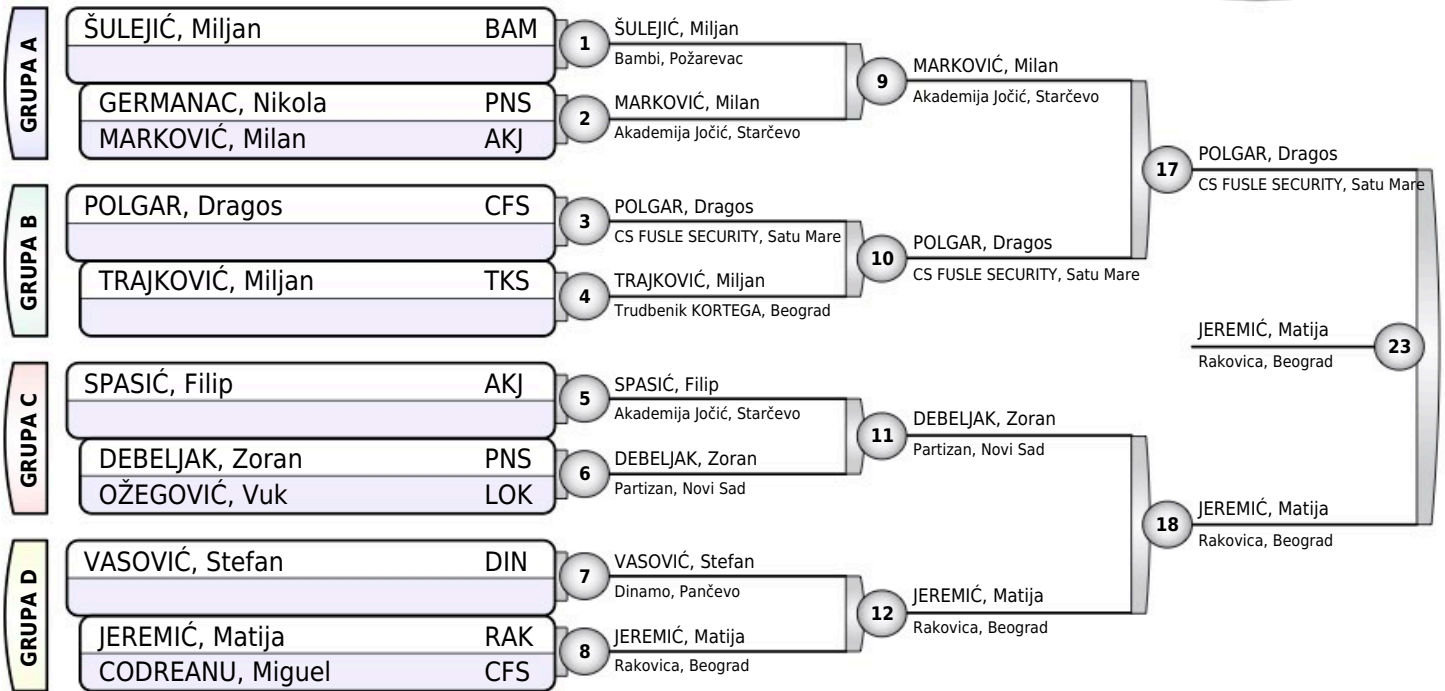 GRUPA A
ŠULEJIĆ, Miljan BAM
GERMANAC, Nikola PNS
MARKOVIĆ, Milan AKJ
GRUPA B
POLGAR, Dragos CFS
TRAJKOVIĆ, Miljan TKS
GRUPA C
SPASIĆ, Filip AKJ
DEBELJAK, Zoran PNS
OŽEGOVIĆ, Vuk LOK
GRUPA D
VASOVIĆ, Stefan DIN
JEREMIĆ, Matija RAK
CODREANU, Miguel CFS
1
ŠULEJIĆ, Miljan
Bambi, Požarevac
2
MARKOVIĆ, Milan
Akademija Jočić, Starčevo
3
POLGAR, Dragos
CS FUSLE SECURITY, Satu Mare
4
TRAJKOVIĆ, Miljan
Trudbenik KORTEGA, Beograd
5
SPASIĆ, Filip
Akademija Jočić, Starčevo
6
DEBELJAK, Zoran
Partizan, Novi Sad
7
VASOVIĆ, Stefan
Dinamo, Pančevo
8
JEREMIĆ, Matija
Rakovica, Beograd
9
MARKOVIĆ, Milan
Akademija Jočić, Starčevo
10
POLGAR, Dragos
CS FUSLE SECURITY, Satu Mare
11
DEBELJAK, Zoran
Partizan, Novi Sad
12
JEREMIĆ, Matija
Rakovica, Beograd
17
POLGAR, Dragos
CS FUSLE SECURITY, Satu Mare
18
JEREMIĆ, Matija
Rakovica, Beograd
JEREMIĆ, Matija
Rakovica, Beograd
23